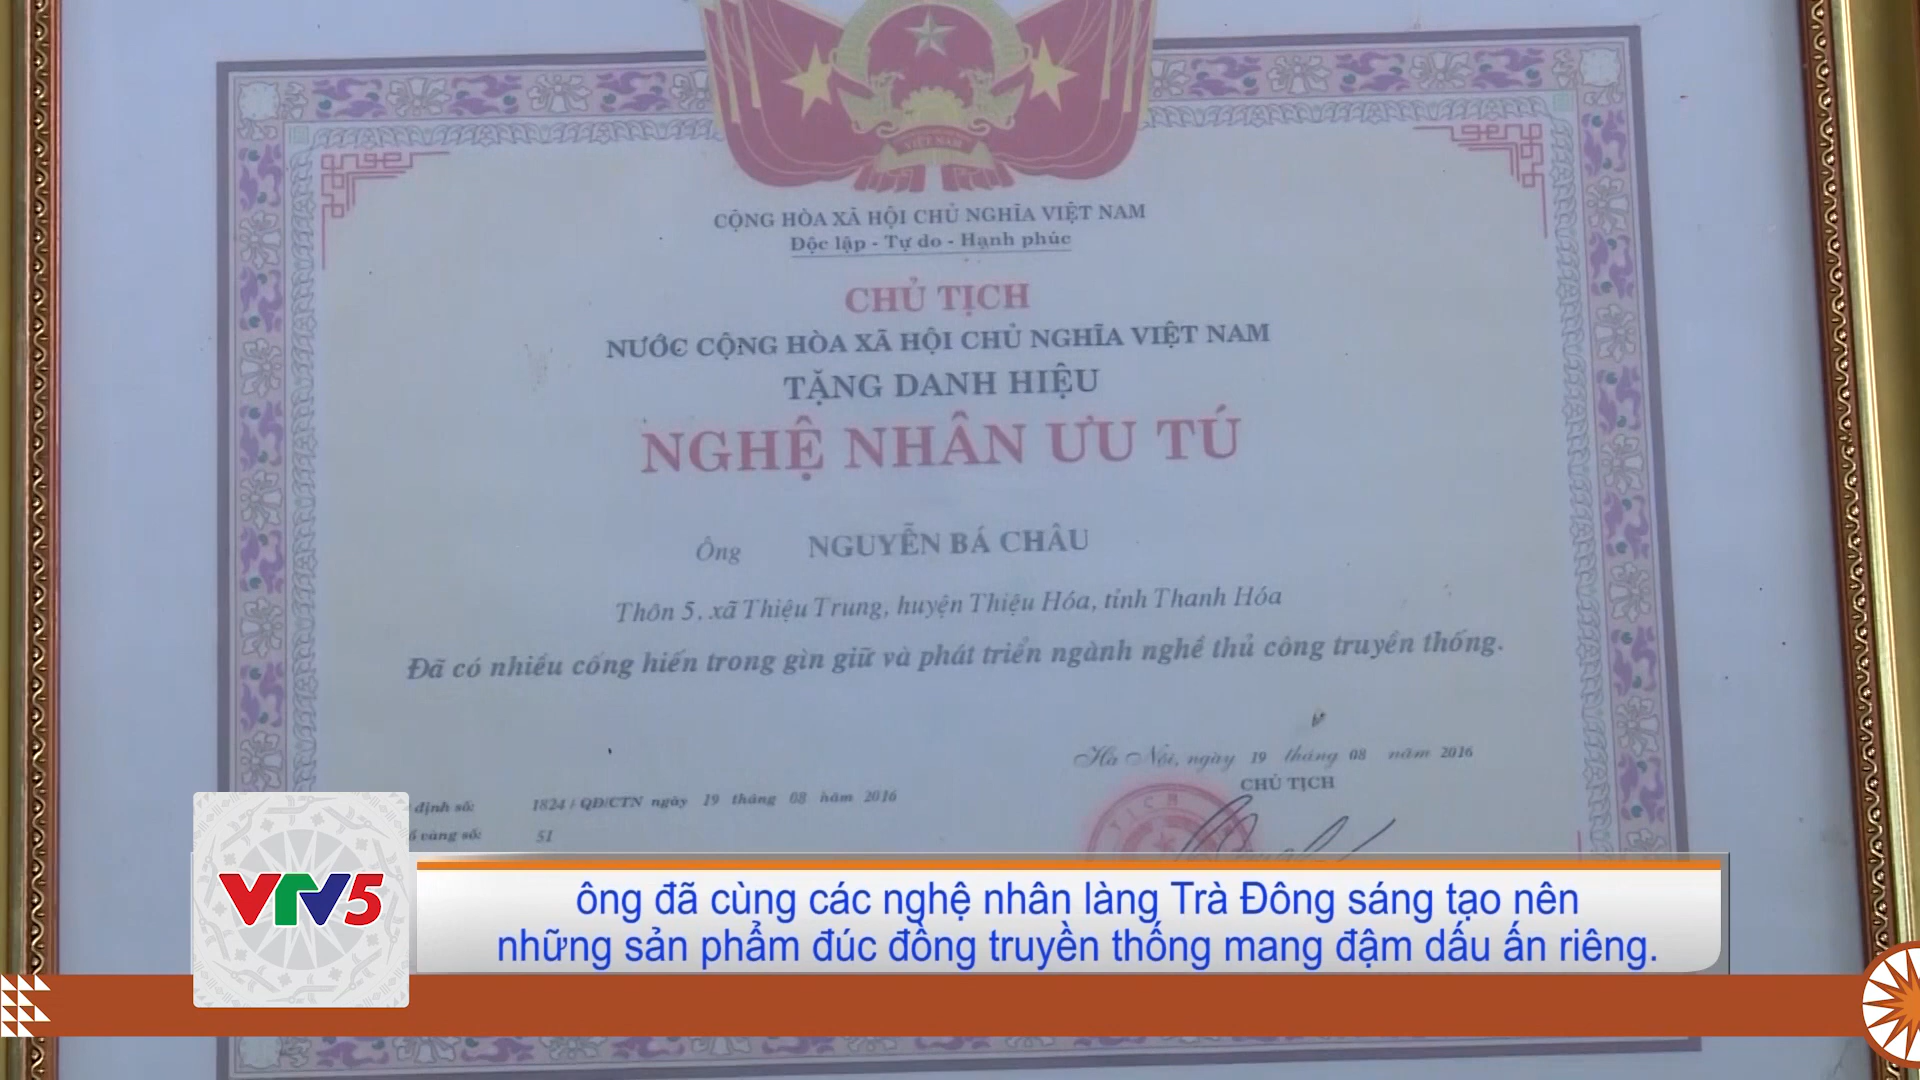 VIỆT NAM
CỘNG HÒA XÃ HỘI CHỦ NGHĨA VIỆT NAM
Độc lập - Tự do - Hạnh phúc
CHỦ TỊCH
NƯỚC CỘNG HÒA XÃ HỘI CHỦ NGHĨA VIỆT NAM
TẶNG DANH HIỆU
NGHỆ NHÂN ƯU TÚ
Ông NGUYỄN BÁ CHÂU
Thôn 5, xã Thiệu Trung, huyện Thiệu Hóa, tỉnh Thanh Hóa
Đã có nhiều cống hiến trong gìn giữ và phát triển ngành nghề thủ công truyền thống.
Hà Nội, ngày 19 tháng 08 năm 2016
CHỦ TỊCH
định số: 1824 / QĐ/CTN ngày 19 tháng 08 năm 2016
vàng số: 51
VTV5
ông đã cùng các nghệ nhân làng Trà Đông sáng tạo nên
những sản phẩm đúc đồng truyền thống mang đậm dấu ấn riêng.